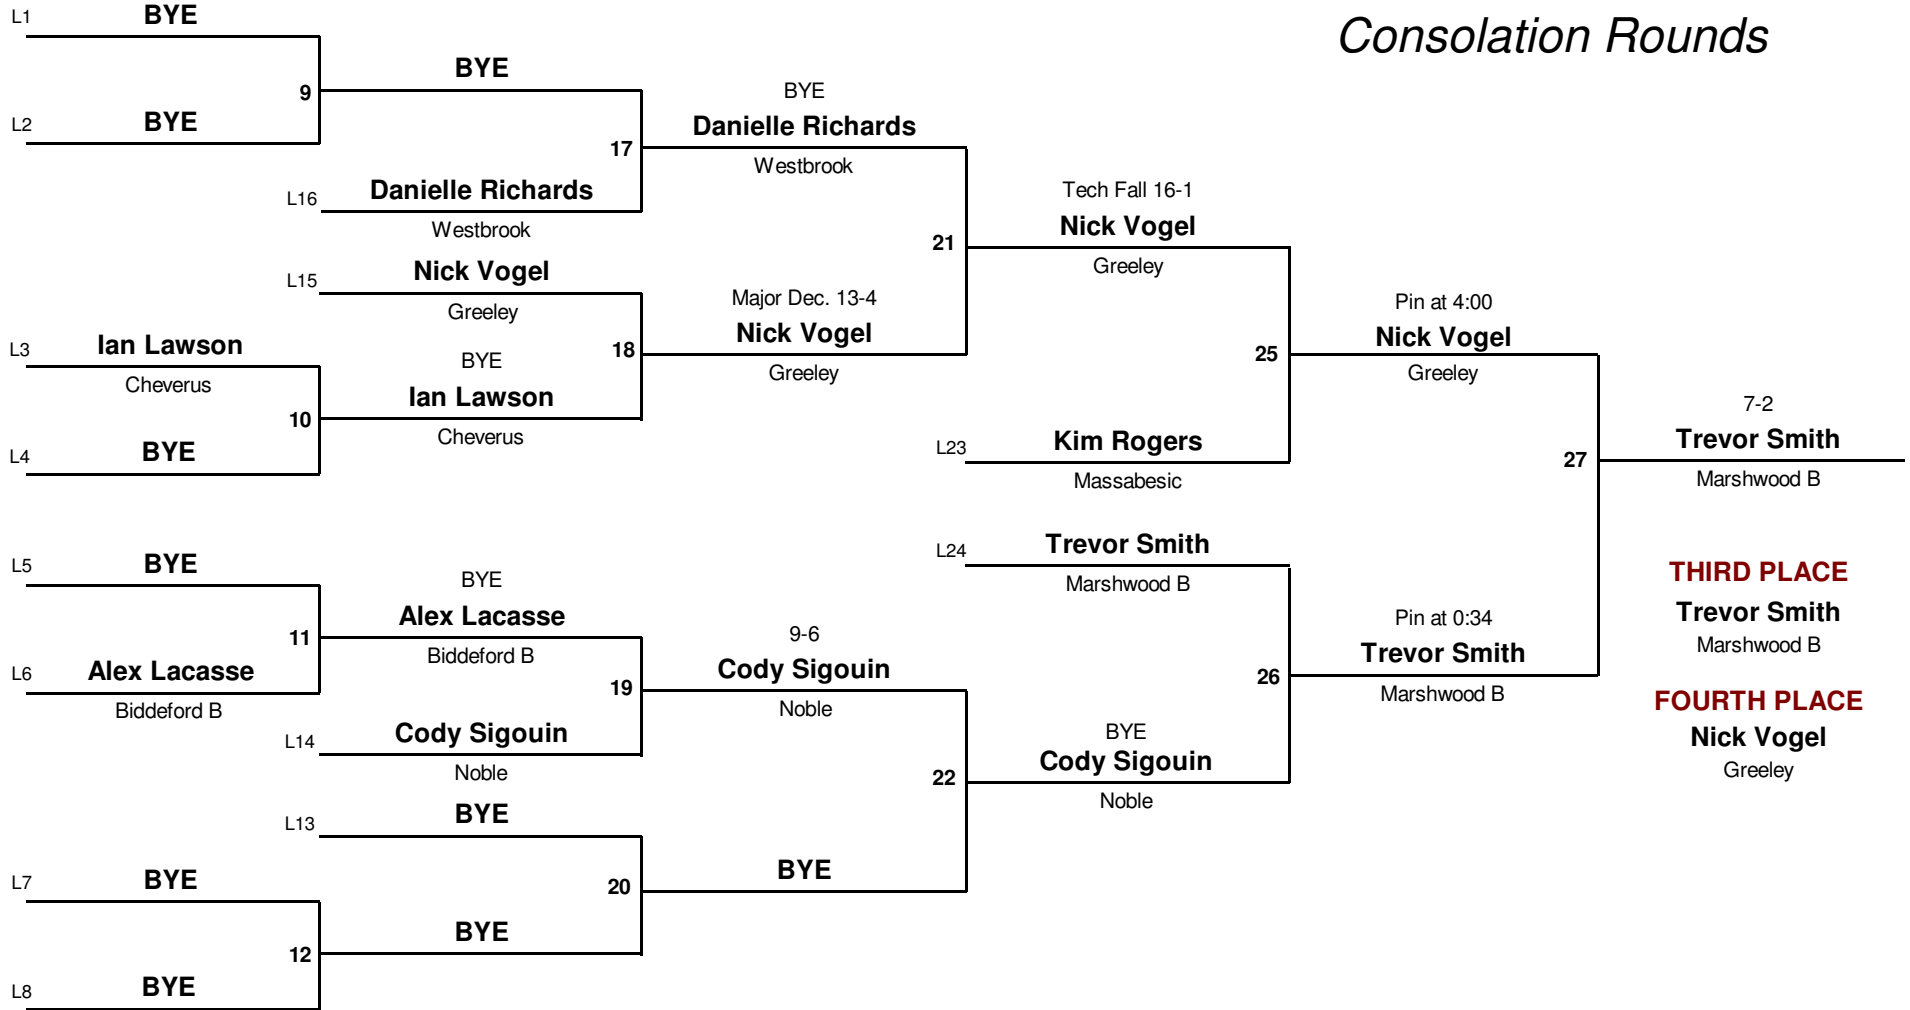 Consolation Rounds
L1
BYE
9
L2
BYE
BYE
17
L16
Danielle Richards
Westbrook
BYE
Danielle Richards
Westbrook
21
L15
Nick Vogel
Greeley
18
L3
Ian Lawson
Cheverus
10
L4
BYE
BYE
Ian Lawson
Cheverus
Major Dec. 13-4
Nick Vogel
Greeley
Tech Fall 16-1
Nick Vogel
Greeley
25
L23
Kim Rogers
Massabesic
Pin at 4:00
Nick Vogel
Greeley
27
7-2
Trevor Smith
Marshwood B
L5
BYE
11
L6
Alex Lacasse
Biddeford B
BYE
Alex Lacasse
Biddeford B
19
L14
Cody Sigouin
Noble
9-6
Cody Sigouin
Noble
22
L13
BYE
20
L7
BYE
12
L8
BYE
BYE
BYE
L24
Trevor Smith
Marshwood B
26
BYE
Cody Sigouin
Noble
Pin at 0:34
Trevor Smith
Marshwood B
THIRD PLACE
Trevor Smith
Marshwood B
FOURTH PLACE
Nick Vogel
Greeley